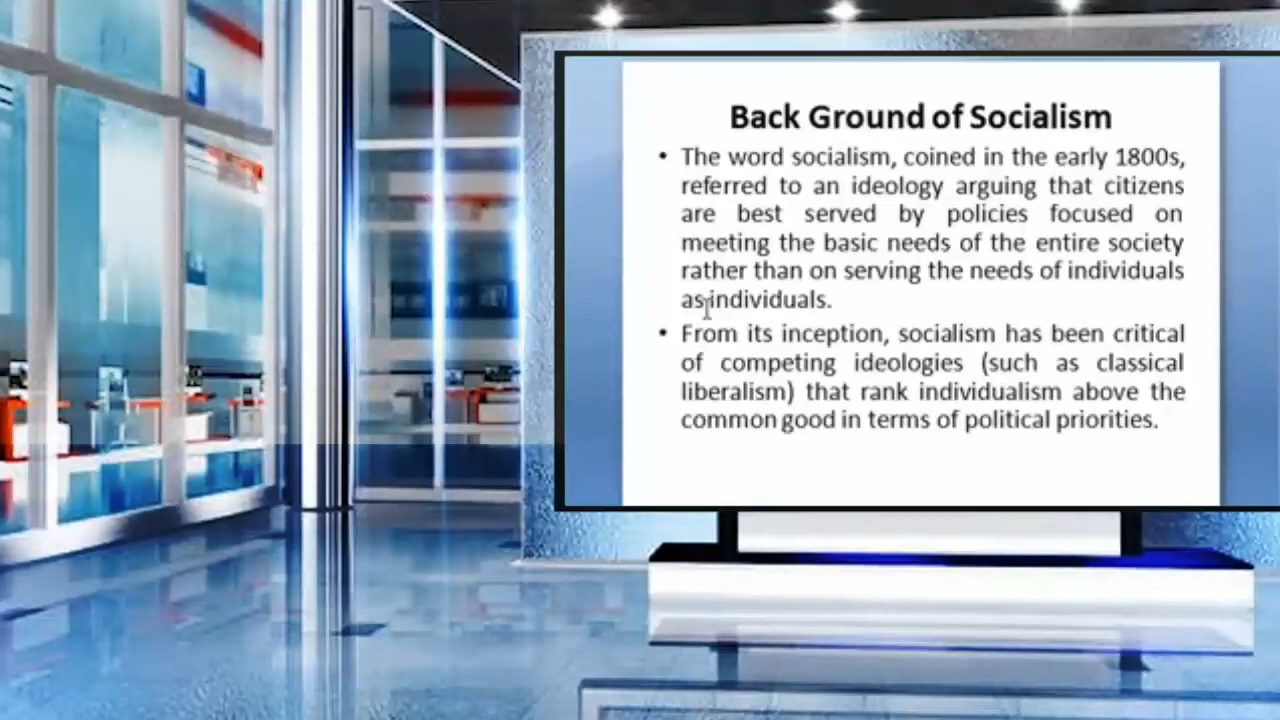 Back Ground of Socialism
• The word socialism, coined in the early 1800s,
referred to an ideology arguing that citizens
are best served by policies focused on
meeting the basic needs of the entire society
rather than on serving the needs of individuals
as individuals.
• From its inception, socialism has been critical
of competing ideologies (such as classical
liberalism) that rank individualism above the
common good in terms of political priorities.